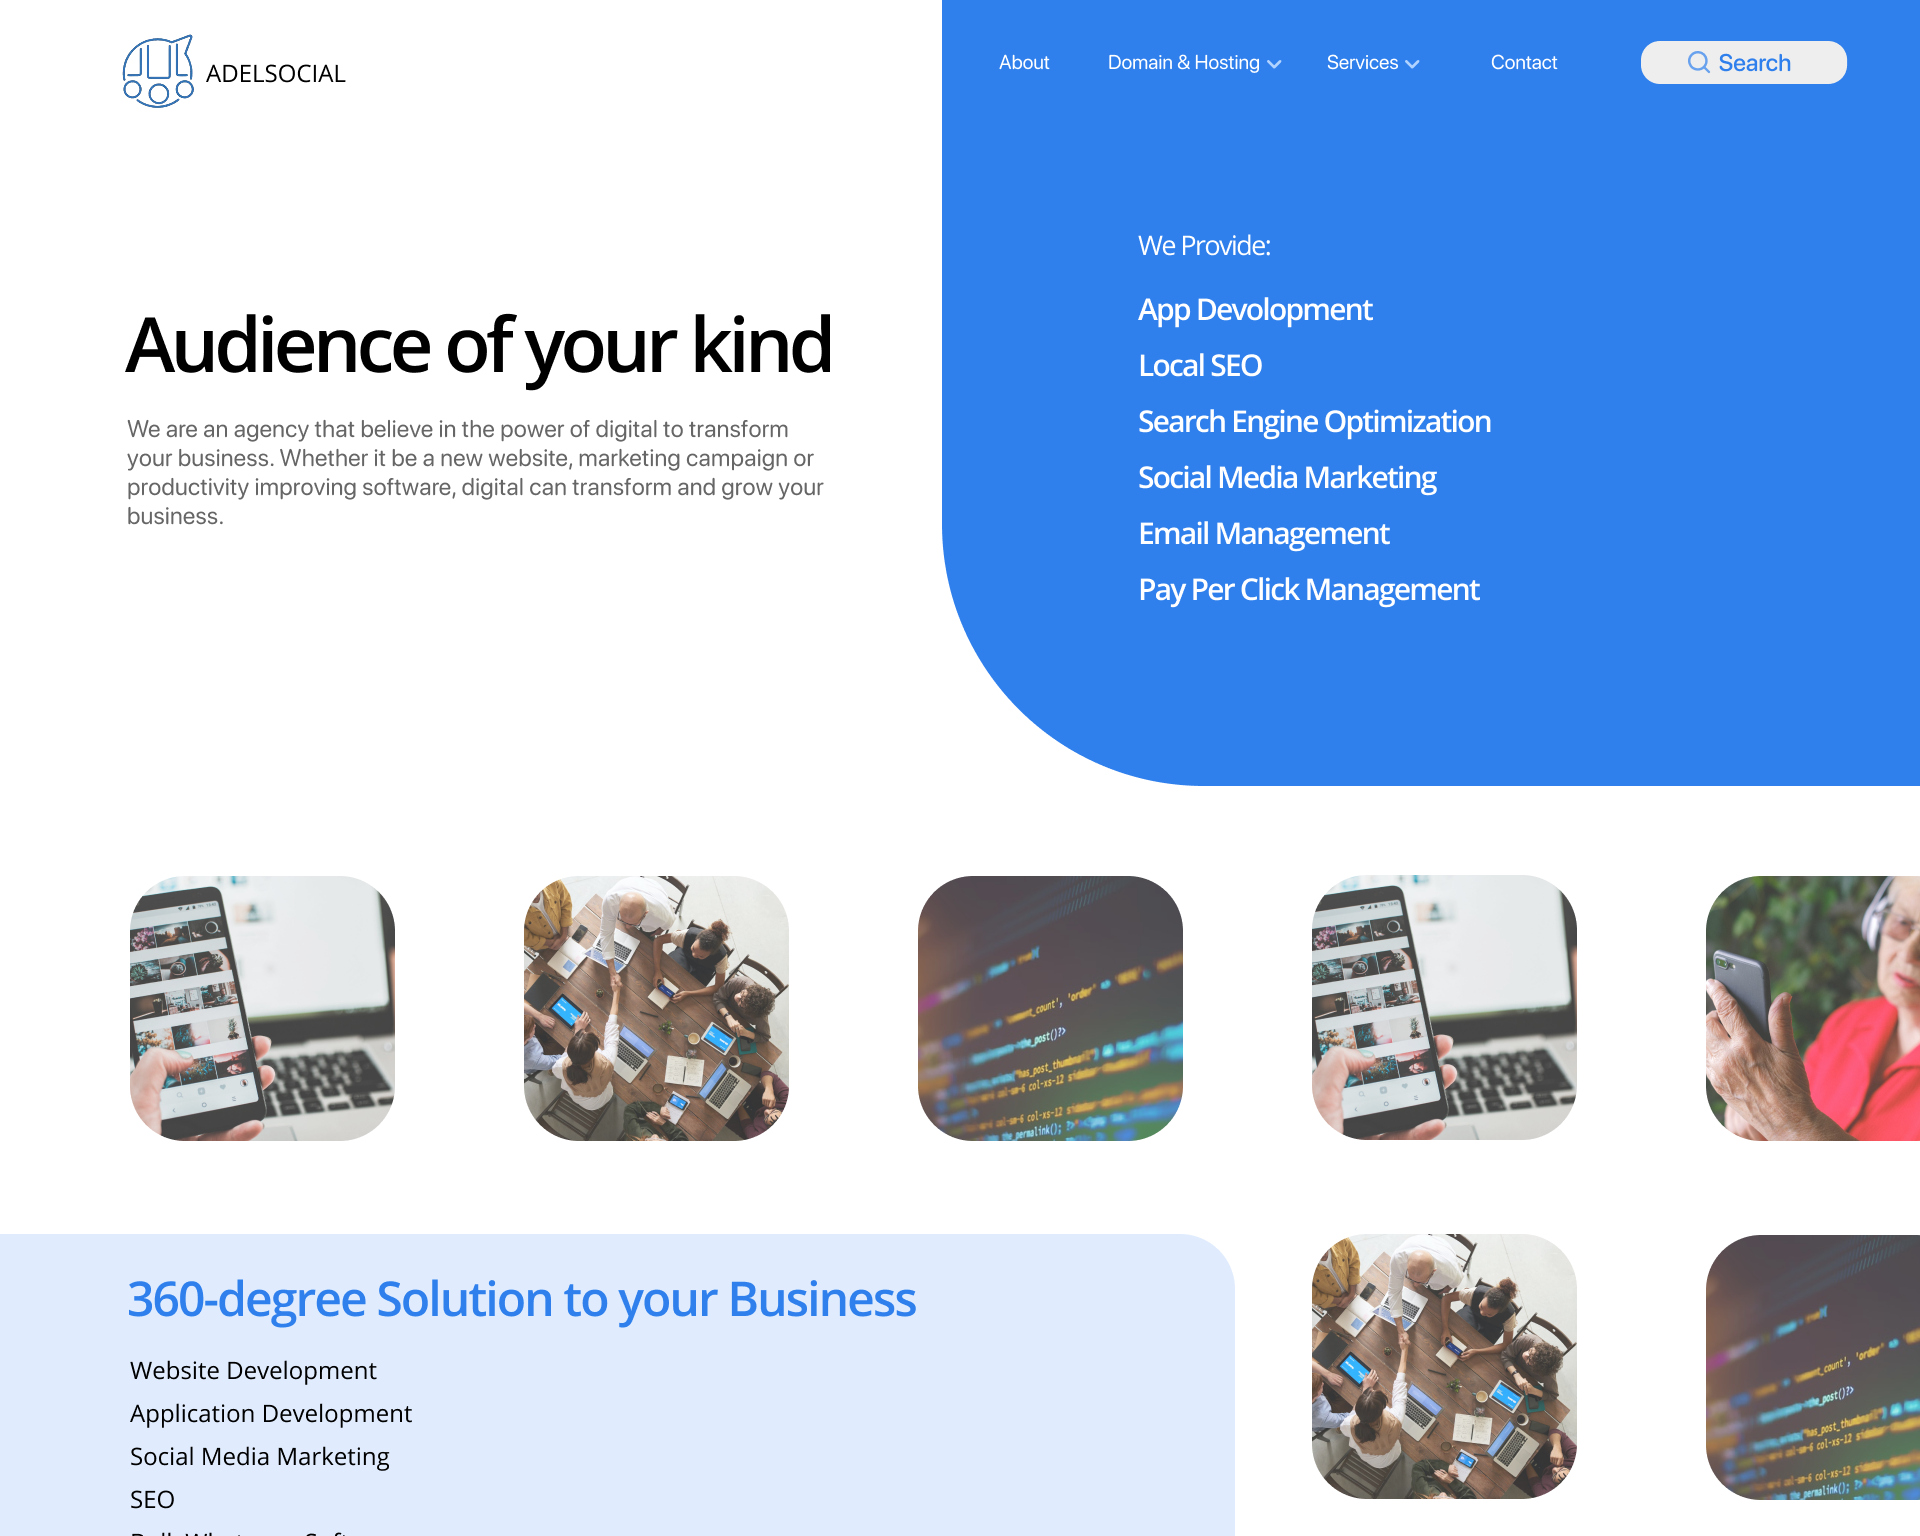 ADELSOCIAL
About
Domain & Hosting
Services
Contact
Search
Audience of your kind
We are an agency that believe in the power of digital to transform
your business. Whether it be a new website, marketing campaign or
productivity improving software, digital can transform and grow your
business.
We Provide:
App Devolopment
Local SEO
Search Engine Optimization
Social Media Marketing
Email Management
Pay Per Click Management
360-degree Solution to your Business
Website Development
Application Development
Social Media Marketing
SEO